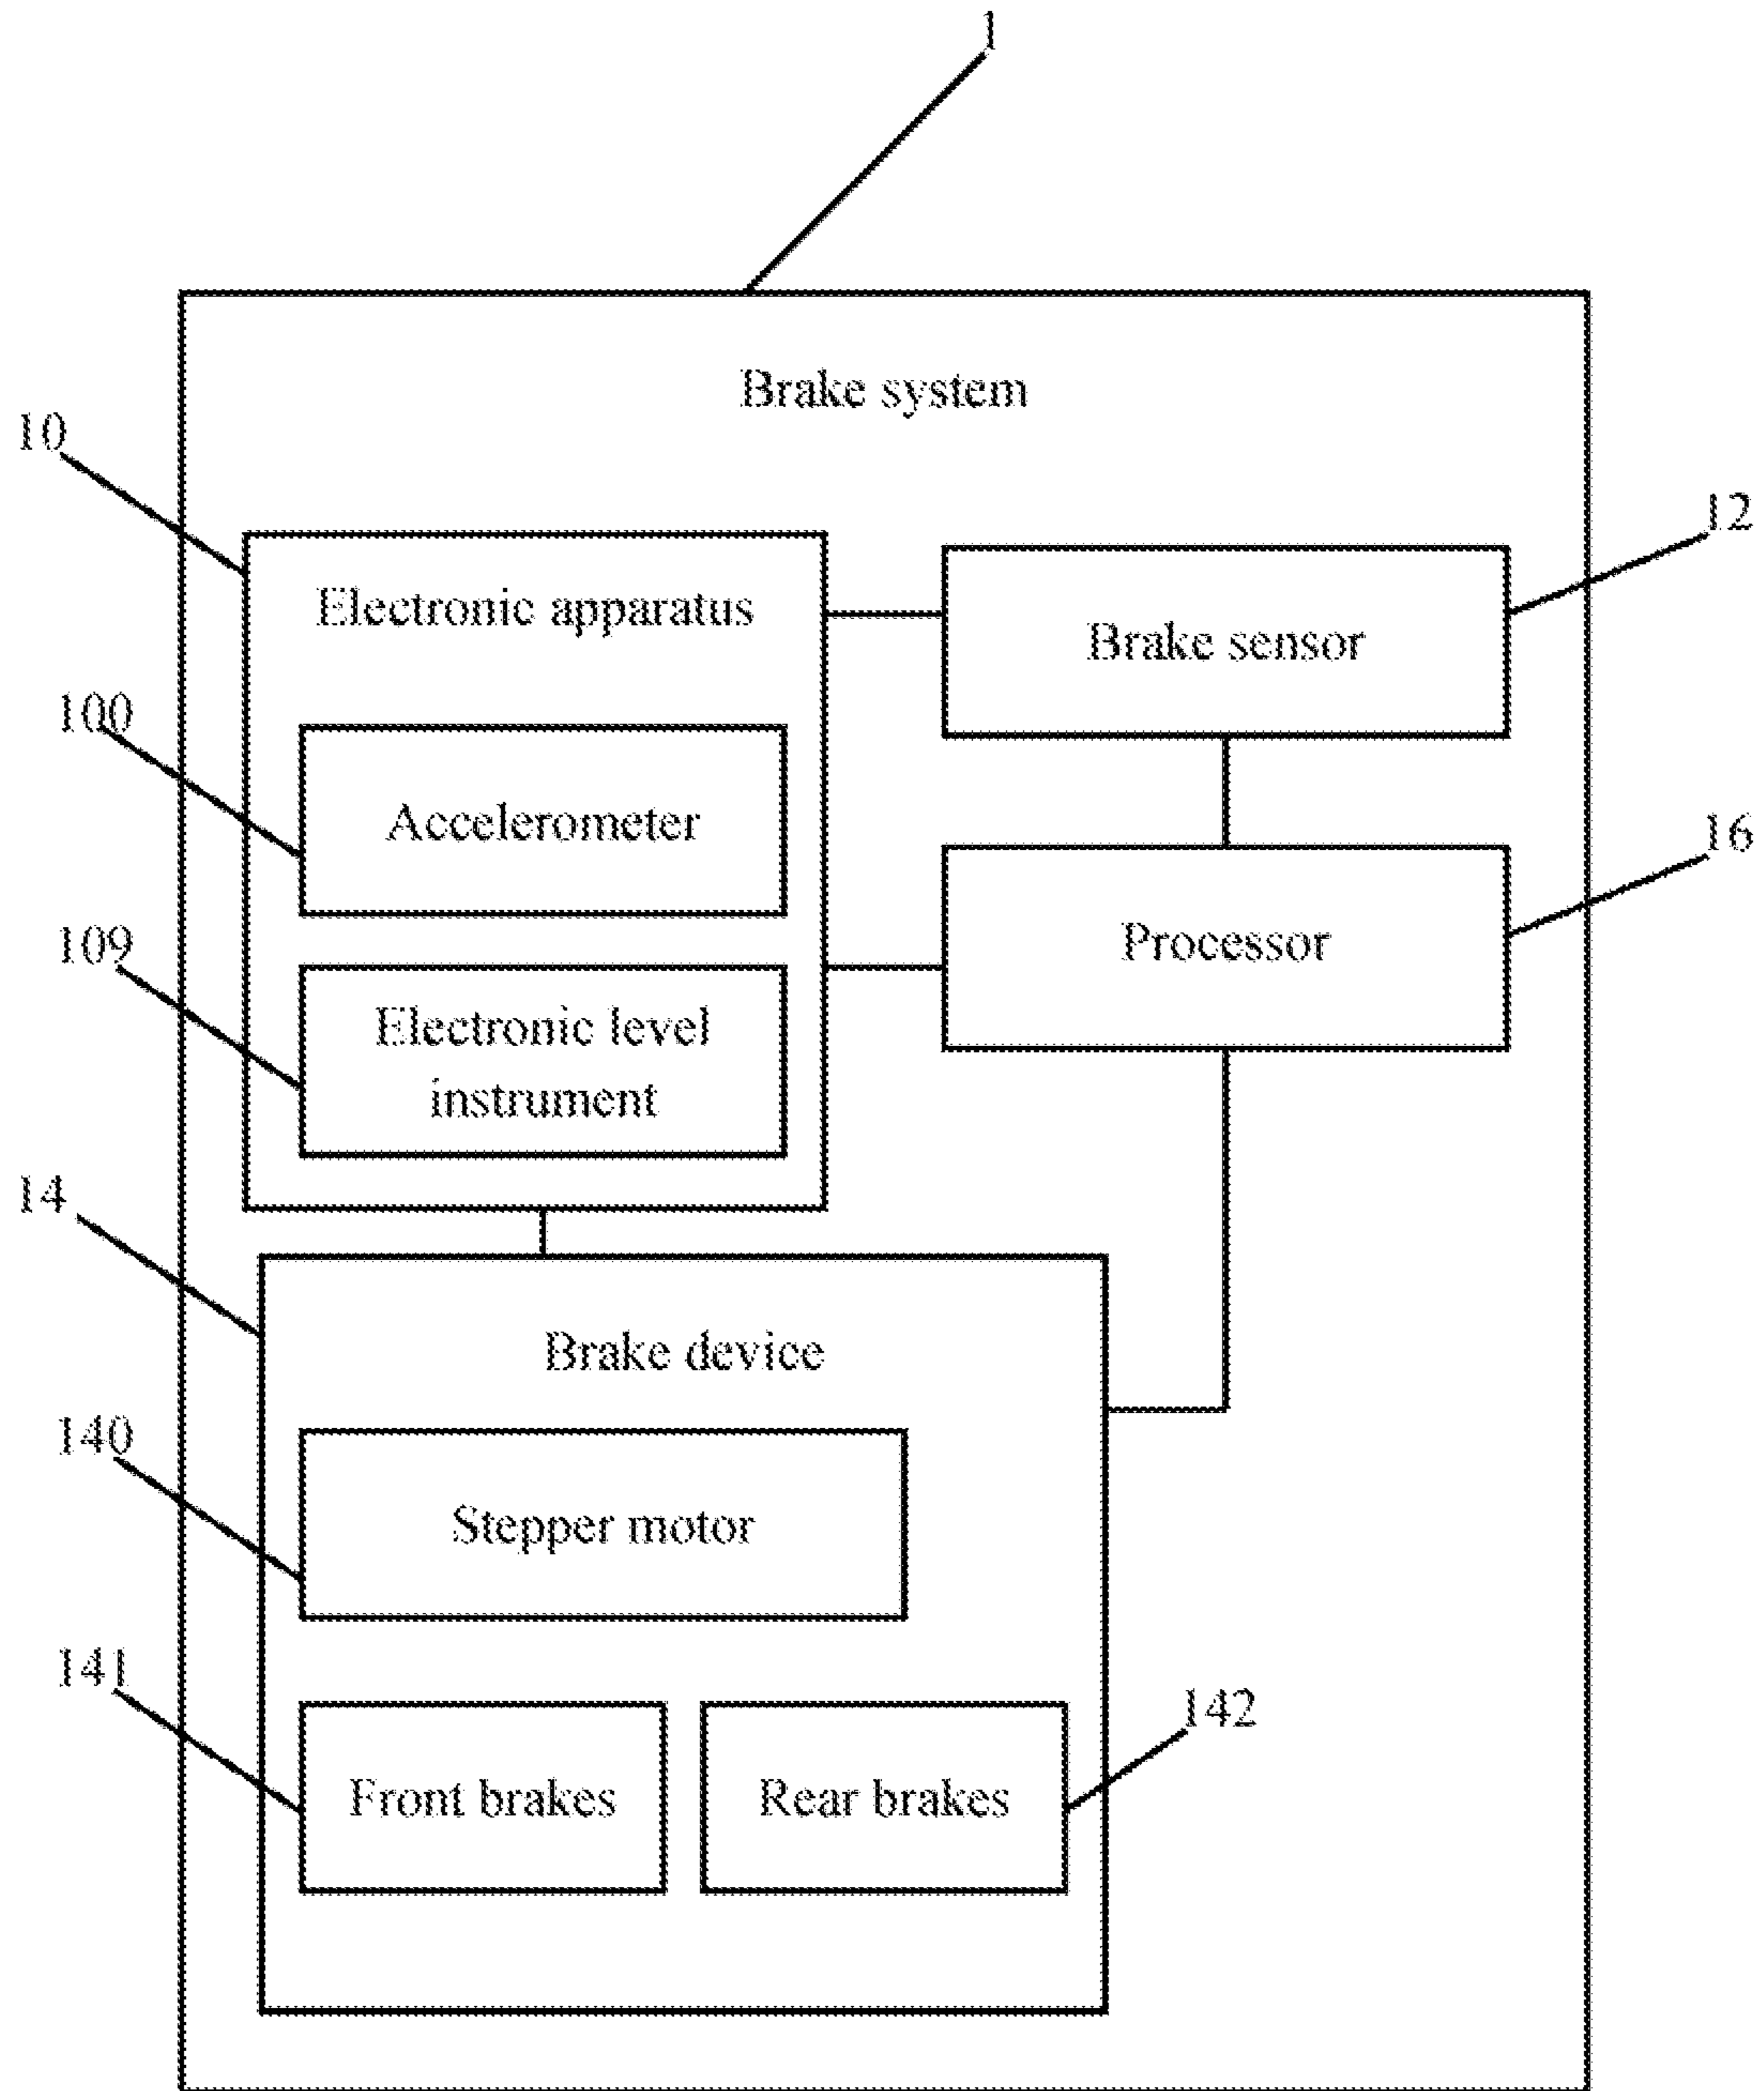 1
Brake system
10
12
Electronic apparatus
Brake sensor
100
Accelerometer
16
Processor
109
Electronic level
instrument
14
Brake device
140
Stepper motor
141
142
Front brakes
Rear brakes